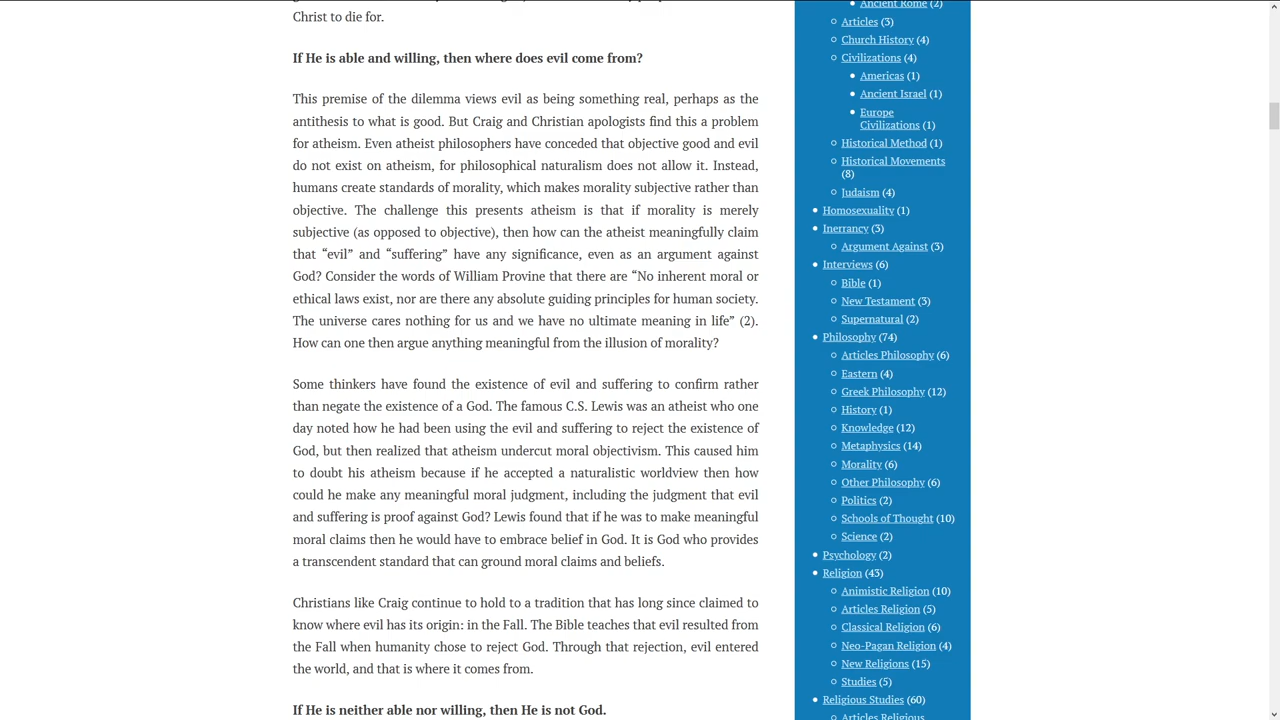 Christ to die for.
If He is able and willing, then where does evil come from?
This premise of the dilemma views evil as being something real, perhaps as the
antithesis to what is good. But Craig and Christian apologists find this a problem
for atheism. Even atheist philosophers have conceded that objective good and evil
do not exist on atheism, for philosophical naturalism does not allow it. Instead,
humans create standards of morality, which makes morality subjective rather than
objective. The challenge this presents atheism is that if morality is merely
subjective (as opposed to objective), then how can the atheist meaningfully claim
that “evil” and “suffering” have any significance, even as an argument against
God? Consider the words of William Provine that there are “No inherent moral or
ethical laws exist, nor are there any absolute guiding principles for human society.
The universe cares nothing for us and we have no ultimate meaning in life” (2).
How can one then argue anything meaningful from the illusion of morality?
Some thinkers have found the existence of evil and suffering to confirm rather
than negate the existence of a God. The famous C.S. Lewis was an atheist who one
day noted how he had been using the evil and suffering to reject the existence of
God, but then realized that atheism undercut moral objectivism. This caused him
to doubt his atheism because if he accepted a naturalistic worldview then how
could he make any meaningful moral judgment, including the judgment that evil
and suffering is proof against God? Lewis found that if he was to make meaningful
moral claims then he would have to embrace belief in God. It is God who provides
a transcendent standard that can ground moral claims and beliefs.
Christians like Craig continue to hold to a tradition that has long since claimed to
know where evil has its origin: in the Fall. The Bible teaches that evil resulted from
the Fall when humanity chose to reject God. Through that rejection, evil entered
the world, and that is where it comes from.
If He is neither able nor willing, then He is not God.
Ancient Rome (2)
Articles (3)
Church History (4)
Civilizations (4)
Americas (1)
Ancient Israel (1)
Europe
Civilizations (1)
Historical Method (1)
Historical Movements
(8)
Judaism (4)
Homosexuality (1)
Inerrancy (3)
Argument Against (3)
Interviews (6)
Bible (1)
New Testament (3)
Supernatural (2)
Philosophy (74)
Articles Philosophy (6)
Eastern (4)
Greek Philosophy (12)
History (1)
Knowledge (12)
Metaphysics (14)
Morality (6)
Other Philosophy (6)
Politics (2)
Schools of Thought (10)
Science (2)
Psychology (2)
Religion (43)
Animistic Religion (10)
Articles Religion (5)
Classical Religion (6)
Neo-Pagan Religion (4)
New Religions (15)
Studies (5)
Religious Studies (60)
Articles Religious